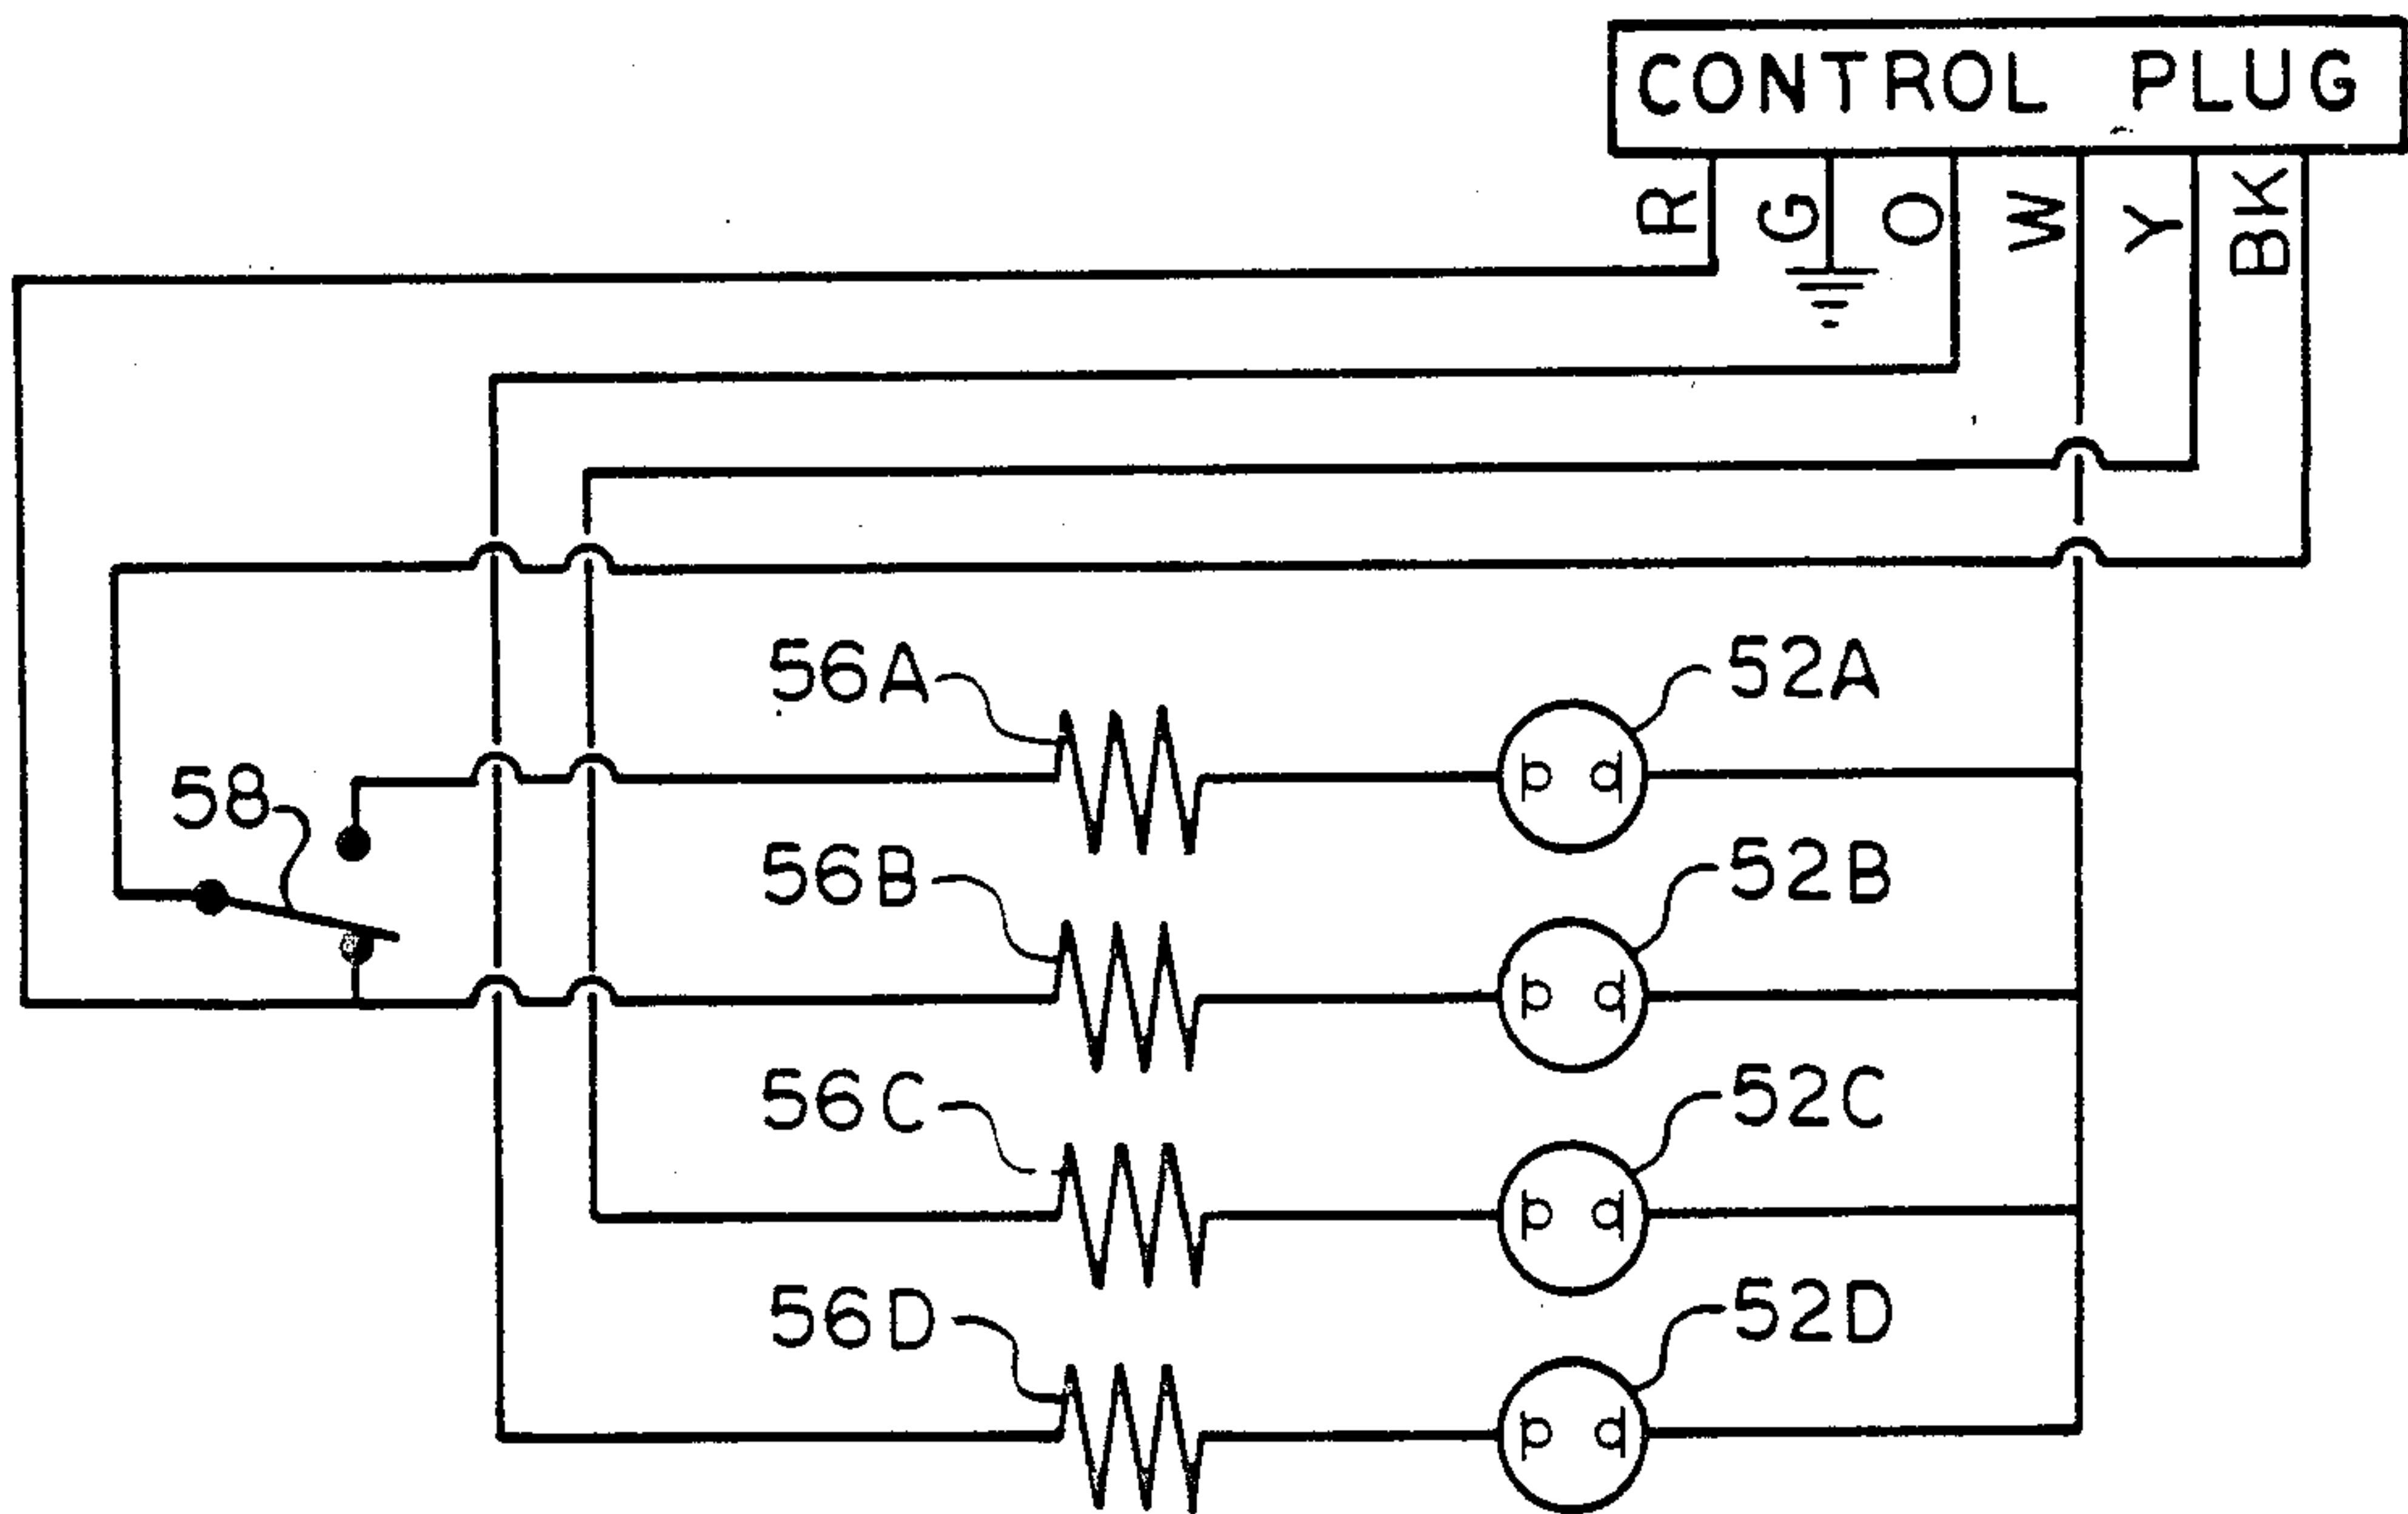 CONTROL PLUG
R G O W Y BK
56A 52A
58
56B 52B
56C 52C
56D 52D